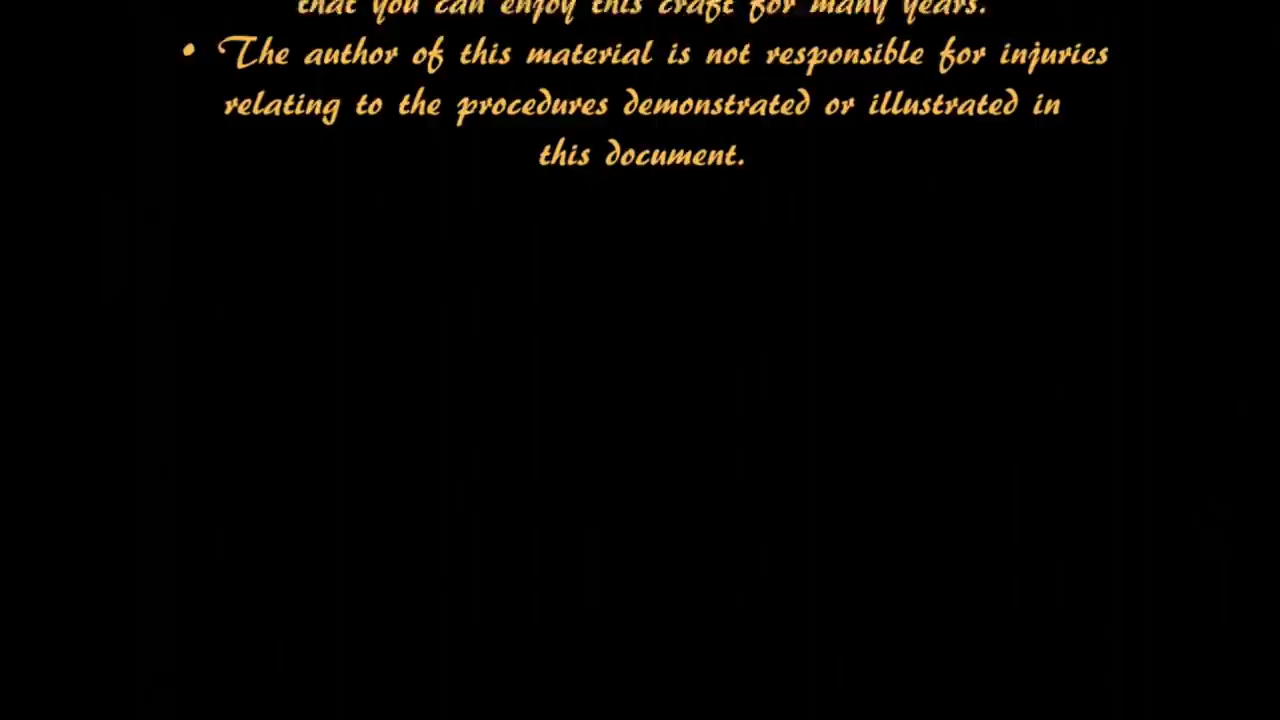 that you can enjoy this craft for many years.
• The author of this material is not responsible for injuries
relating to the procedures demonstrated or illustrated in
this document.